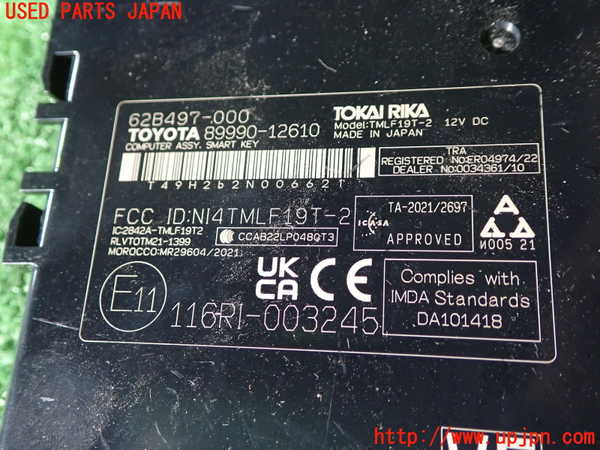 USED PARTS JAPAN
62B497-000
TOYOTA 89990-12610
COMPUTER ASSY. SMART KEY
TOKAI RIKA
Model:TMLF19T-2 12V DC
MADE IN JAPAN
TRA
REGISTERED No:ER04974/22
DEALER No:0034361/10
T49H2b2N006621
FCC ID:NI4TMLF19T-2
IC2842A-TMLF19T2
RLVTOTM21-1399
MOROCCO:MR29604/2021
CCAB22LP0480T3
ICASA
TA-2021/2697
APPROVED
И005 21
E11
116RI-003245
UK
CA
CE
Complies with
IMDA Standards
DA101418
http://www.upjpn.com/